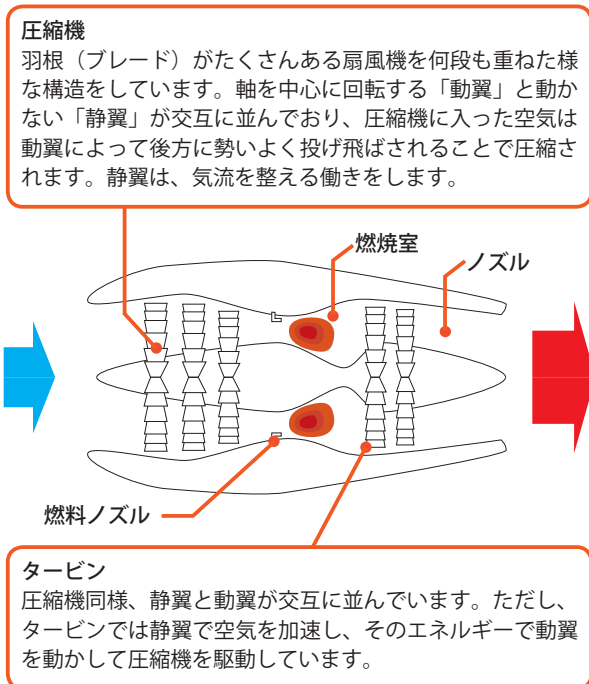 圧縮機
羽根（ブレード）がたくさんある扇風機を何段も重ねた様
な構造をしています。軸を中心に回転する「動翼」と動か
ない「静翼」が交互に並んでおり、圧縮機に入った空気は
動翼によって後方に勢いよく投げ飛ばされることで圧縮さ
れます。静翼は、気流を整える働きをします。
燃焼室
ノズル
燃料ノズル
タービン
圧縮機同様、静翼と動翼が交互に並んでいます。ただし、
タービンでは静翼で空気を加速し、そのエネルギーで動翼
を動かして圧縮機を駆動しています。